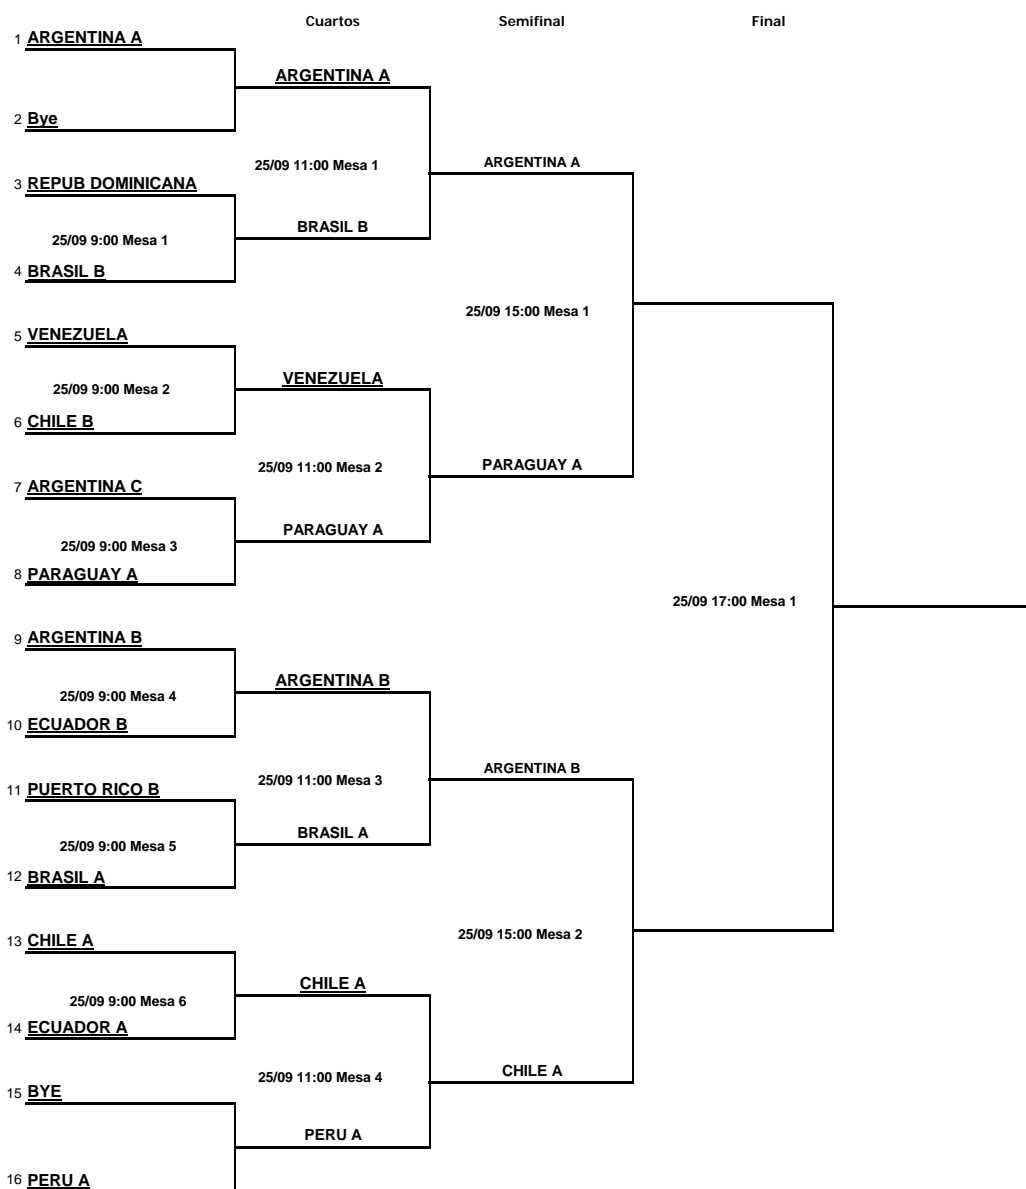 Cuartos Semifinal Final
1 ARGENTINA A
ARGENTINA A
2 Bye
25/09 11:00 Mesa 1
ARGENTINA A
3 REPUB DOMINICANA
BRASIL B
25/09 9:00 Mesa 1
4 BRASIL B
25/09 15:00 Mesa 1
5 VENEZUELA
VENEZUELA
25/09 9:00 Mesa 2
6 CHILE B
25/09 11:00 Mesa 2
PARAGUAY A
7 ARGENTINA C
PARAGUAY A
25/09 9:00 Mesa 3
8 PARAGUAY A
25/09 17:00 Mesa 1
9 ARGENTINA B
ARGENTINA B
25/09 9:00 Mesa 4
10 ECUADOR B
ARGENTINA B
25/09 11:00 Mesa 3
11 PUERTO RICO B
BRASIL A
25/09 9:00 Mesa 5
12 BRASIL A
25/09 15:00 Mesa 2
13 CHILE A
CHILE A
25/09 9:00 Mesa 6
14 ECUADOR A
CHILE A
25/09 11:00 Mesa 4
15 BYE
PERU A
16 PERU A